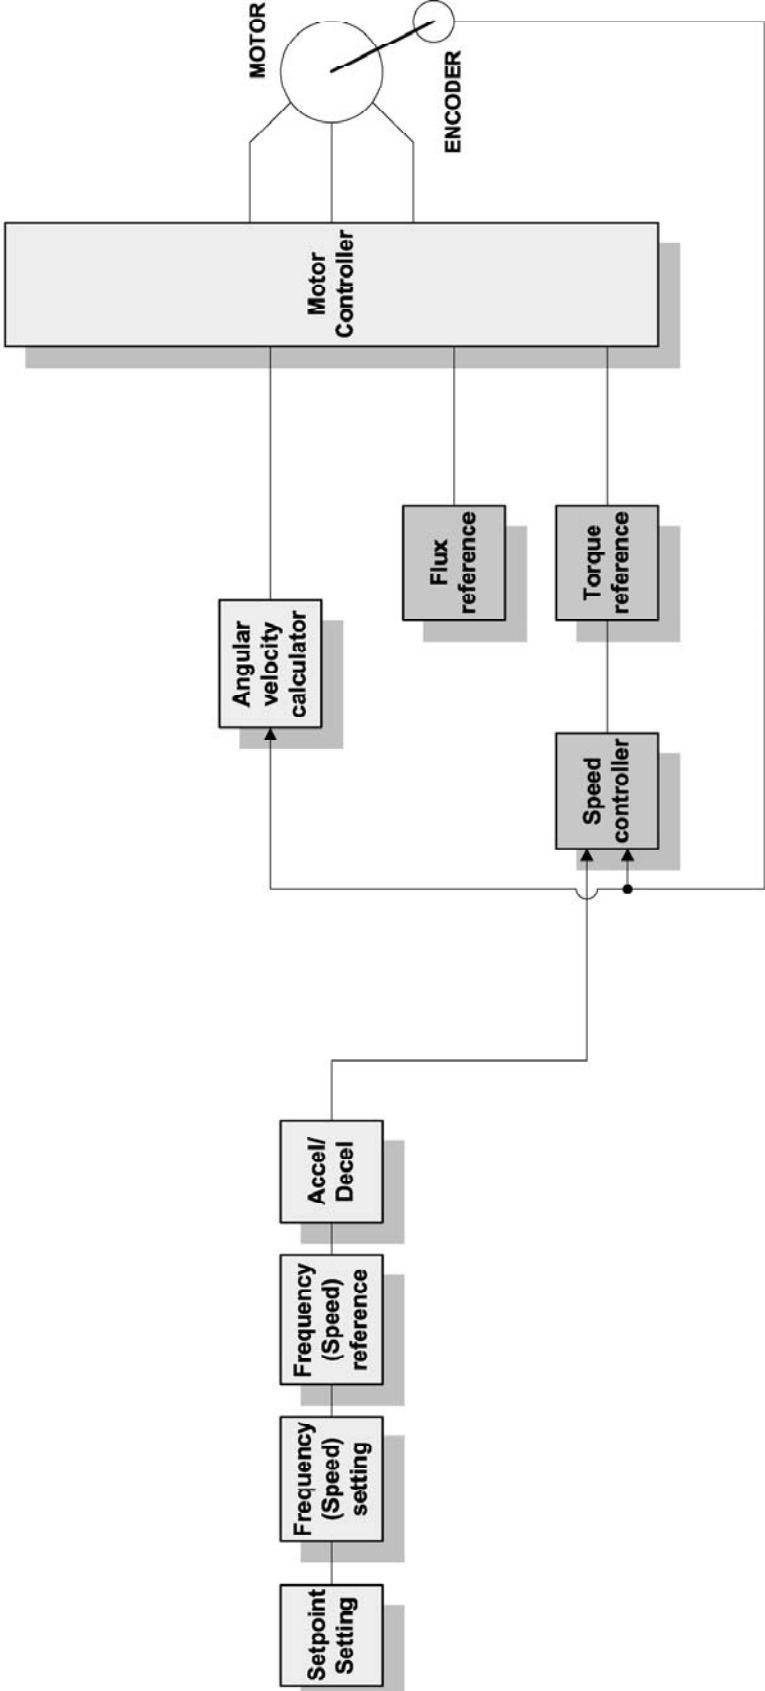 Setpoint
Setting
Frequency
(Speed)
setting
Frequency
(Speed)
reference
Accel/
Decel
Speed
controller
Angular
velocity
calculator
Flux
reference
Torque
reference
Motor
Controller
MOTOR
ENCODER